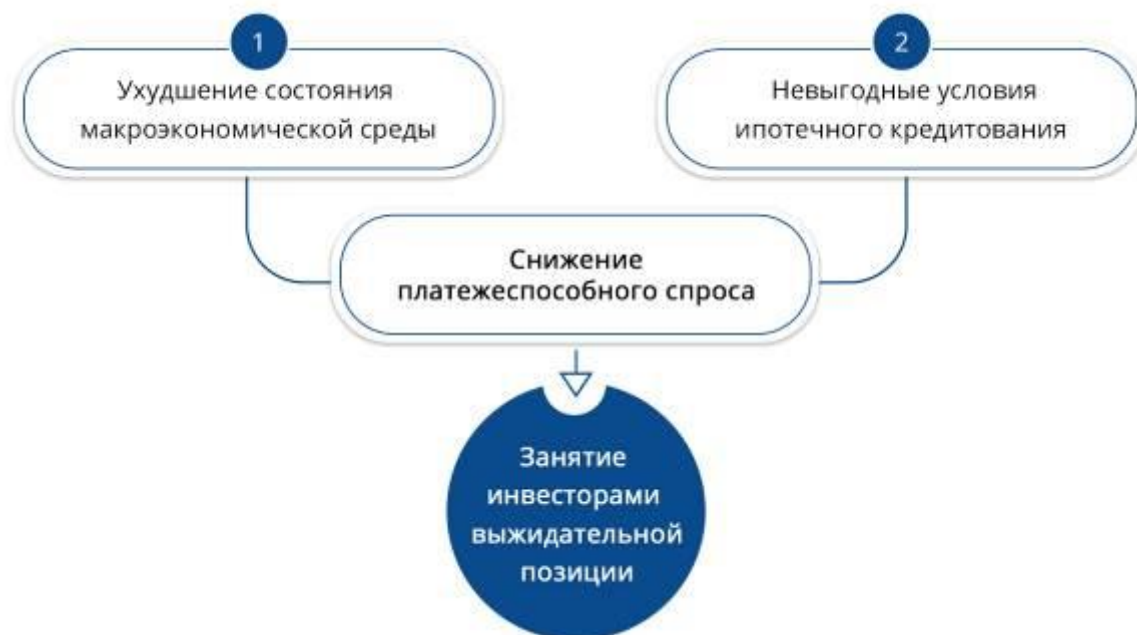 1
Ухудшение состояния
макроэкономической среды
2
Невыгодные условия
ипотечного кредитования
Снижение
платежеспособного спроса
Занятие
инвесторами
выжидательной
позиции